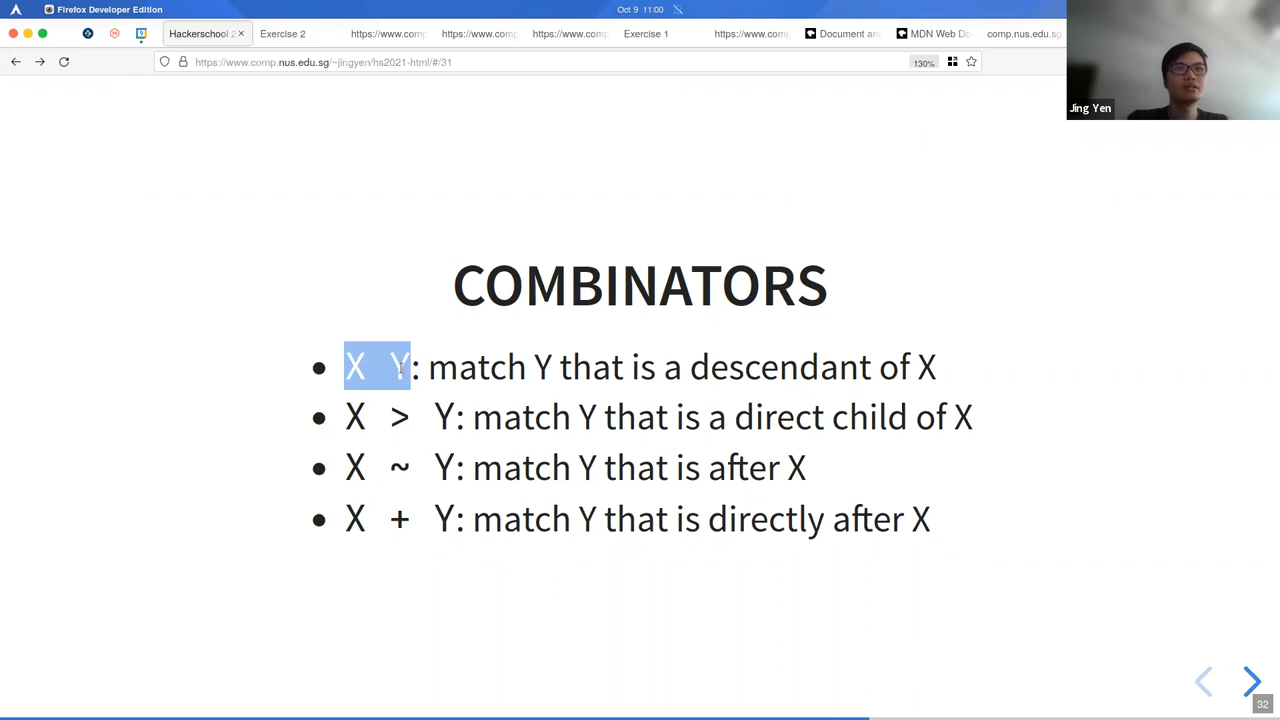 Firefox Developer Edition
Oct 9 11:00
Hackerschool 2
Exercise 2
https://www.comp
https://www.comp
https://www.comp
Exercise 1
https://www.comp
Document and
MDN Web Do
comp.nus.edu.sg
https://www.comp.nus.edu.sg/~jingyen/hs2021-html/#/31
130%
Jing Yen
COMBINATORS
• X Y: match Y that is a descendant of X
• X > Y: match Y that is a direct child of X
• X ~ Y: match Y that is after X
• X + Y: match Y that is directly after X
32